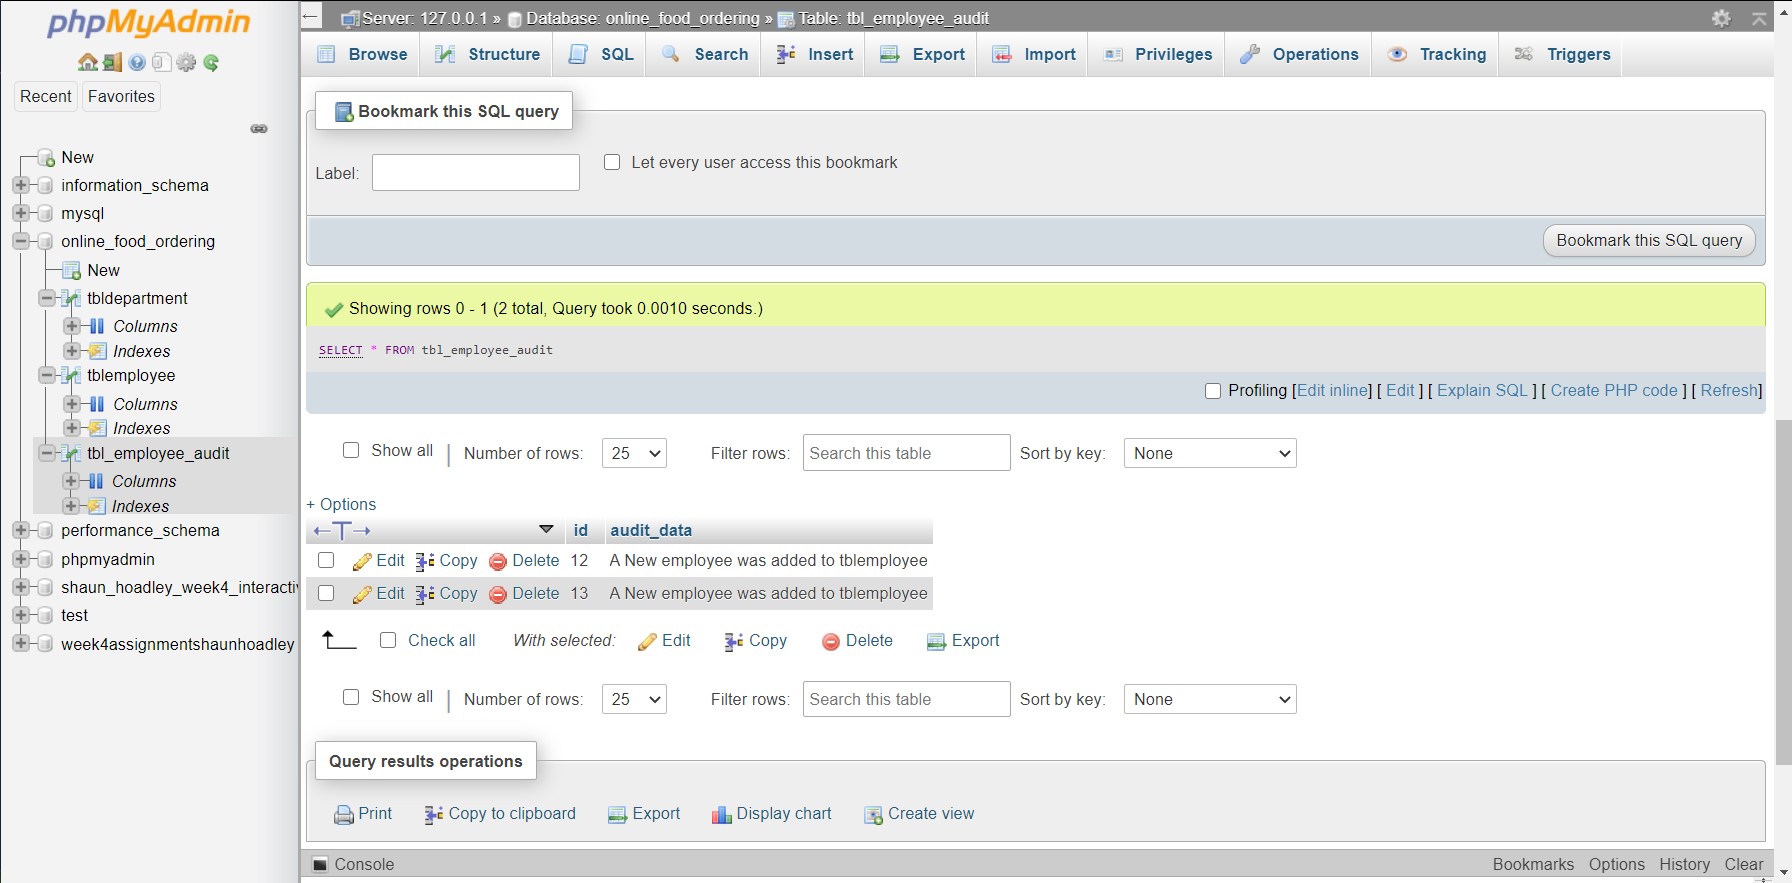 phpMyAdmin
Recent Favorites
New
information_schema
mysql
online_food_ordering
New
tbldepartment
Columns
Indexes
tblemployee
Columns
Indexes
tbl_employee_audit
Columns
Indexes
performance_schema
phpmyadmin
shaun_hoadley_week4_interactiv
test
week4assignmentshaunhoadley
Server: 127.0.0.1 » Database: online_food_ordering » Table: tbl_employee_audit
Browse Structure SQL Search Insert Export Import Privileges Operations Tracking Triggers
Bookmark this SQL query
Label: Let every user access this bookmark
Bookmark this SQL query
Showing rows 0 - 1 (2 total, Query took 0.0010 seconds.)
SELECT * FROM tbl_employee_audit
Profiling [Edit inline] [ Edit ] [ Explain SQL ] [ Create PHP code ] [ Refresh]
Show all | Number of rows: 25 Filter rows: Search this table Sort by key: None
+ Options
←T→ id audit_data
Edit Copy Delete 12 A New employee was added to tblemployee
Edit Copy Delete 13 A New employee was added to tblemployee
Check all With selected: Edit Copy Delete Export
Show all | Number of rows: 25 Filter rows: Search this table Sort by key: None
Query results operations
Print Copy to clipboard Export Display chart Create view
Console Bookmarks Options History Clear